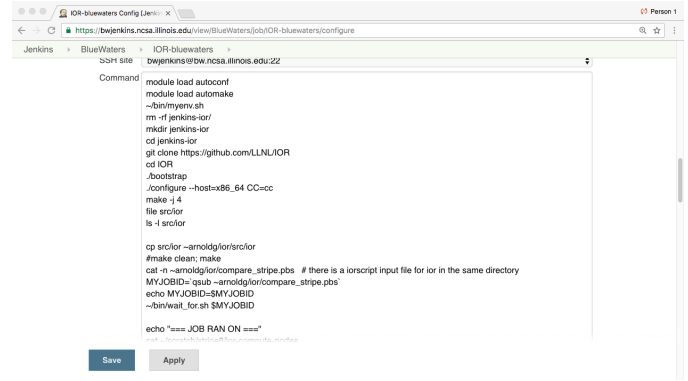 IOR-bluewaters Config [Jenkin
Person 1
https://bwjenkins.ncsa.illinois.edu/view/BlueWaters/job/IOR-bluewaters/configure
Jenkins BlueWaters IOR-bluewaters
SSH site bwjenkins@bw.ncsa.illinois.edu:22
Command
module load autoconf
module load automake
~/bin/myenv.sh
rm -rf jenkins-ior/
mkdir jenkins-ior
cd jenkins-ior
git clone https://github.com/LLNL/IOR
cd IOR
./bootstrap
./configure --host=x86_64 CC=cc
make -j 4
file src/ior
ls -l src/ior
cp src/ior ~arnoldg/ior/src/ior
#make clean; make
cat -n ~arnoldg/ior/compare_stripe.pbs # there is a iorscript input file for ior in the same directory
MYJOBID=`qsub ~arnoldg/ior/compare_stripe.pbs`
echo MYJOBID=$MYJOBID
~/bin/wait_for.sh $MYJOBID
echo "=== JOB RAN ON ==="
Save Apply